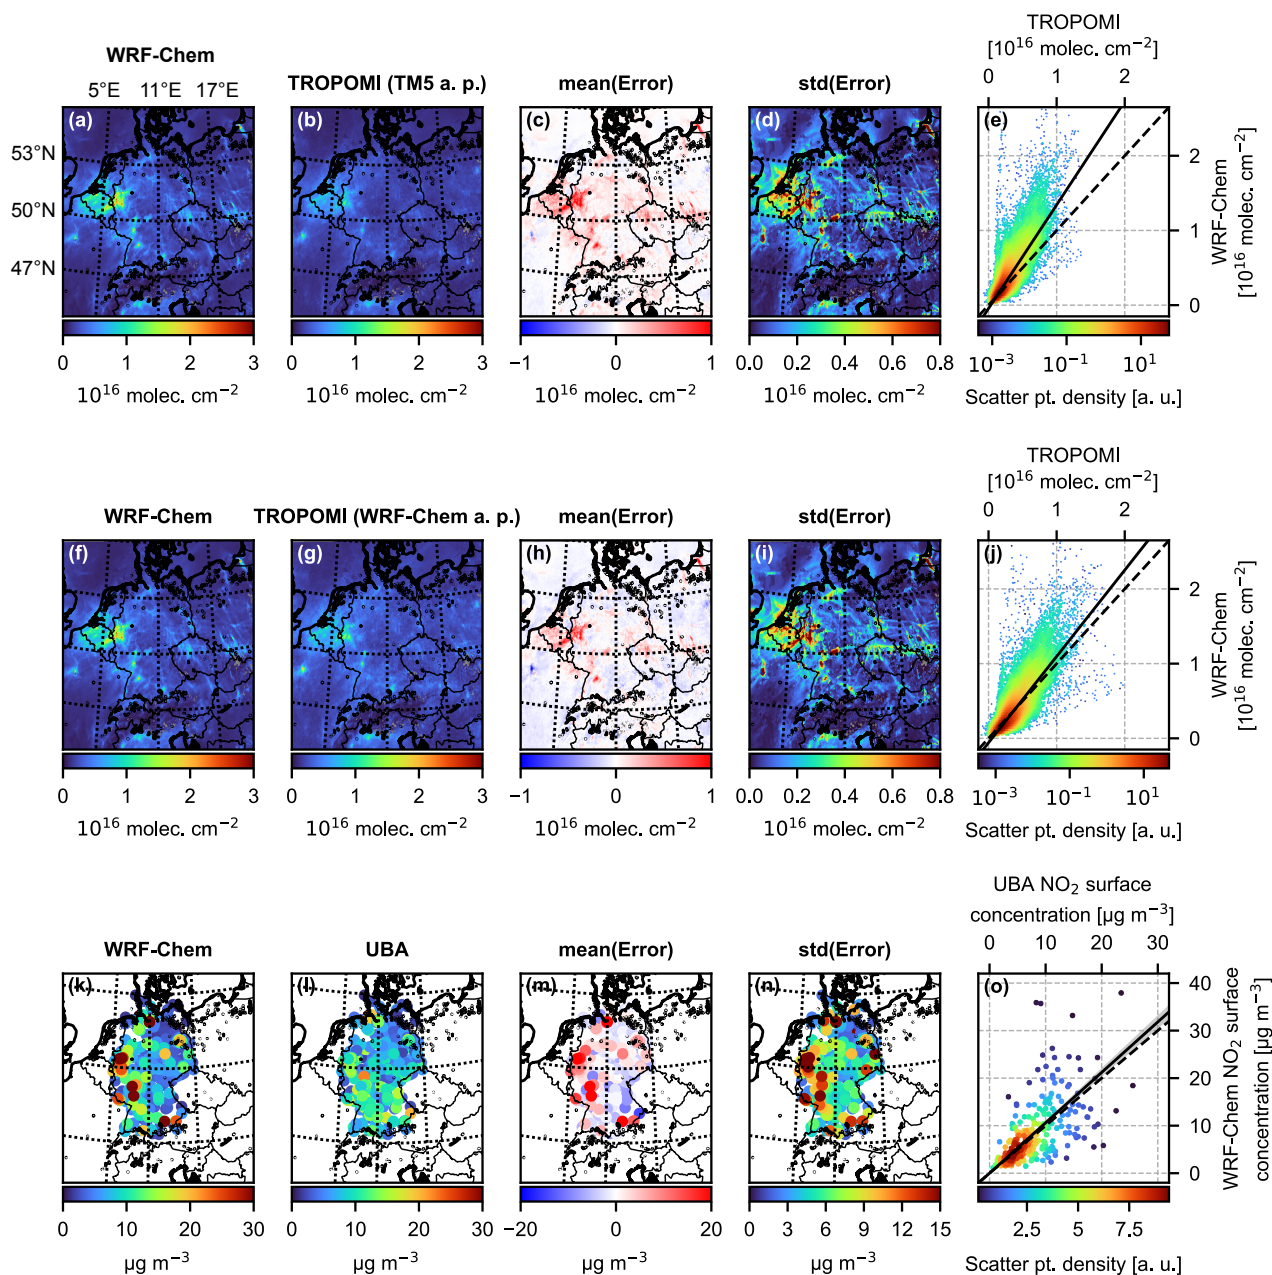 TROPOMI
[10¹⁶ molec. cm⁻²]
WRF-Chem
5°E 11°E 17°E
TROPOMI (TM5 a. p.)
mean(Error)
std(Error)
0 1 2
(a) (b) (c) (d) (e)
53°N
50°N
47°N
2
1
0
WRF-Chem
[10¹⁶ molec. cm⁻²]
0 1 2 3
0 1 2 3
−1 0 1
0.0 0.2 0.4 0.6 0.8
10⁻³ 10⁻¹ 10¹
10¹⁶ molec. cm⁻²
10¹⁶ molec. cm⁻²
10¹⁶ molec. cm⁻²
10¹⁶ molec. cm⁻²
Scatter pt. density [a. u.]
TROPOMI
[10¹⁶ molec. cm⁻²]
WRF-Chem
TROPOMI (WRF-Chem a. p.)
mean(Error)
std(Error)
0 1 2
(f) (g) (h) (i) (j)
2
1
0
WRF-Chem
[10¹⁶ molec. cm⁻²]
0 1 2 3
0 1 2 3
−1 0 1
0.0 0.2 0.4 0.6 0.8
10⁻³ 10⁻¹ 10¹
10¹⁶ molec. cm⁻²
10¹⁶ molec. cm⁻²
10¹⁶ molec. cm⁻²
10¹⁶ molec. cm⁻²
Scatter pt. density [a. u.]
UBA NO₂ surface
concentration [µg m⁻³]
WRF-Chem
UBA
mean(Error)
std(Error)
0 10 20 30
(k) (l) (m) (n) (o)
40
30
20
10
0
WRF-Chem NO₂ surface
concentration [µg m⁻³]
0 10 20 30
0 10 20 30
−20 0 20
0 3 6 9 12 15
2.5 5 7.5
µg m⁻³
µg m⁻³
µg m⁻³
µg m⁻³
Scatter pt. density [a. u.]